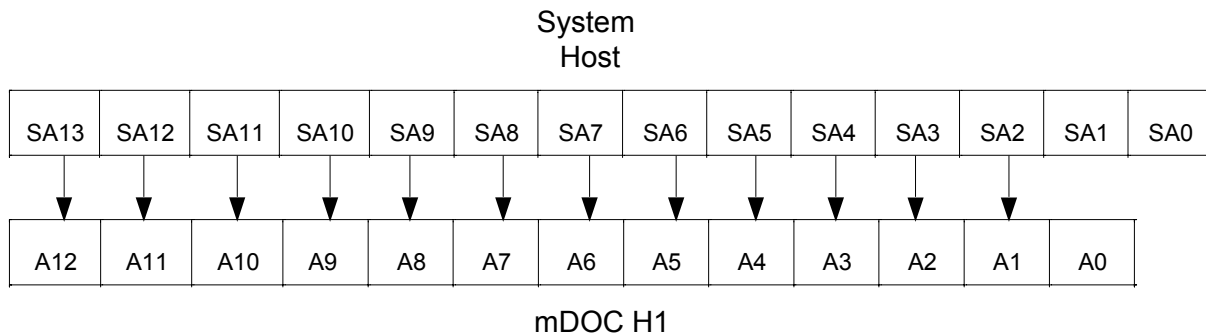 System
Host
SA13 SA12 SA11 SA10 SA9 SA8 SA7 SA6 SA5 SA4 SA3 SA2 SA1 SA0
A12 A11 A10 A9 A8 A7 A6 A5 A4 A3 A2 A1 A0
mDOC H1